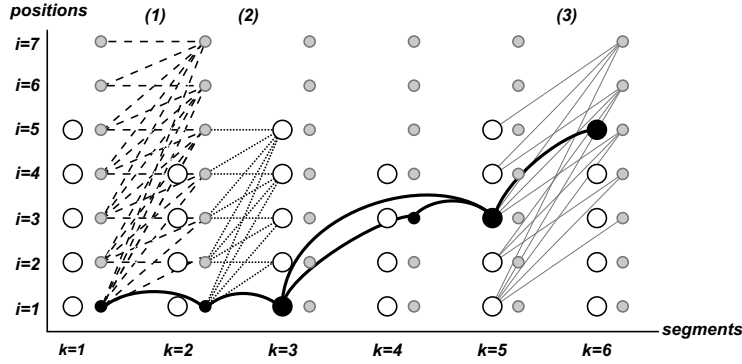 positions
(1) (2) (3)
i=7
i=6
i=5
i=4
i=3
i=2
i=1
segments
k=1 k=2 k=3 k=4 k=5 k=6